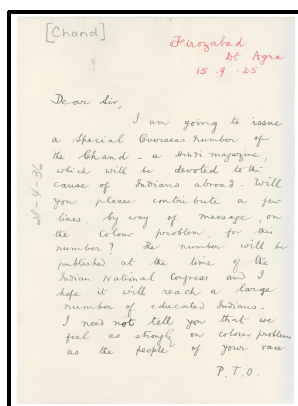 [Chand]
Firozabad
Dt Agra
15.9.25
Dear Sir,
I am going to issue
a Special Overseas Number of
the Chand - a Hindi magazine,
which will be devoted to the
cause of Indians abroad. Will
you please contribute a few
lines, by way of message, on
the Colour problem, for this
number? The number will be
published at the time of the
Indian National Congress and I
hope it will reach a large
number of educated Indians.
I need not tell you that we
feel as strongly on colour problem
as the people of your race.
P.T.O.
28-4-36